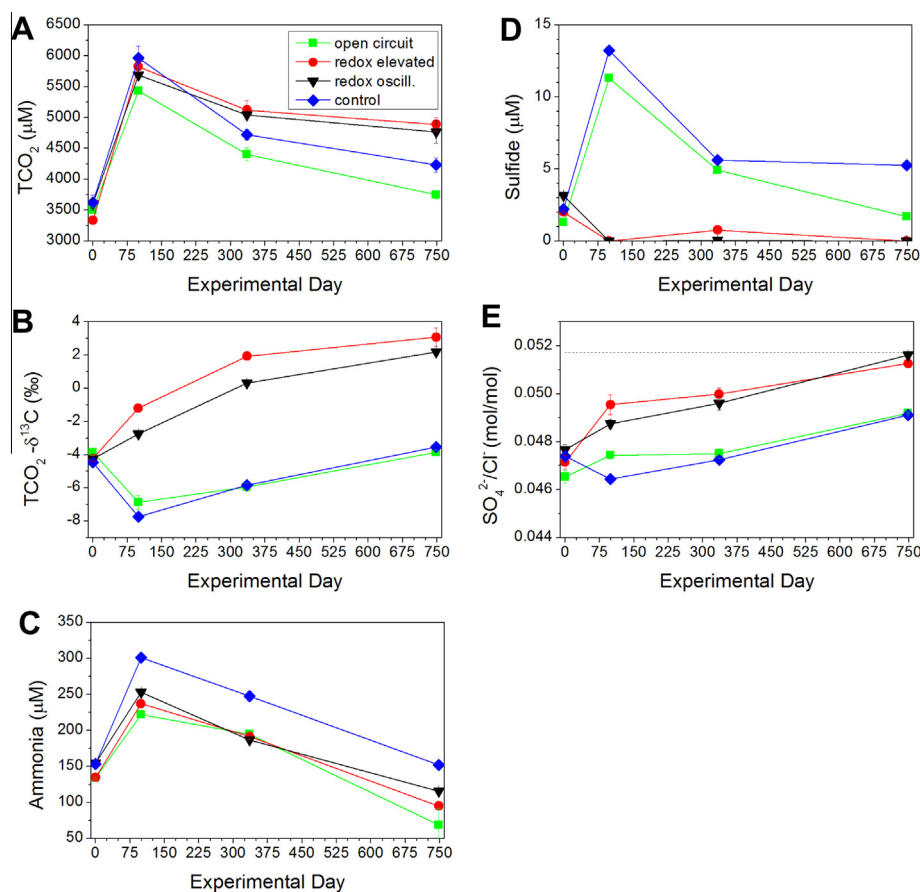 A
6500
6000
5500
5000
4500
4000
3500
3000
TCO₂ (µM)
open circuit
redox elevated
redox oscill.
control
0 75 150 225 300 375 450 525 600 675 750
Experimental Day
B
4
2
0
-2
-4
-6
-8
TCO₂ -δ¹³C (‰)
0 75 150 225 300 375 450 525 600 675 750
Experimental Day
C
350
300
250
200
150
100
50
Ammonia (µM)
0 75 150 225 300 375 450 525 600 675 750
Experimental Day
D
15
10
5
0
Sulfide (µM)
0 75 150 225 300 375 450 525 600 675 750
Experimental Day
E
0.052
0.050
0.048
0.046
0.044
SO₄²⁻/Cl⁻ (mol/mol)
0 75 150 225 300 375 450 525 600 675 750
Experimental Day